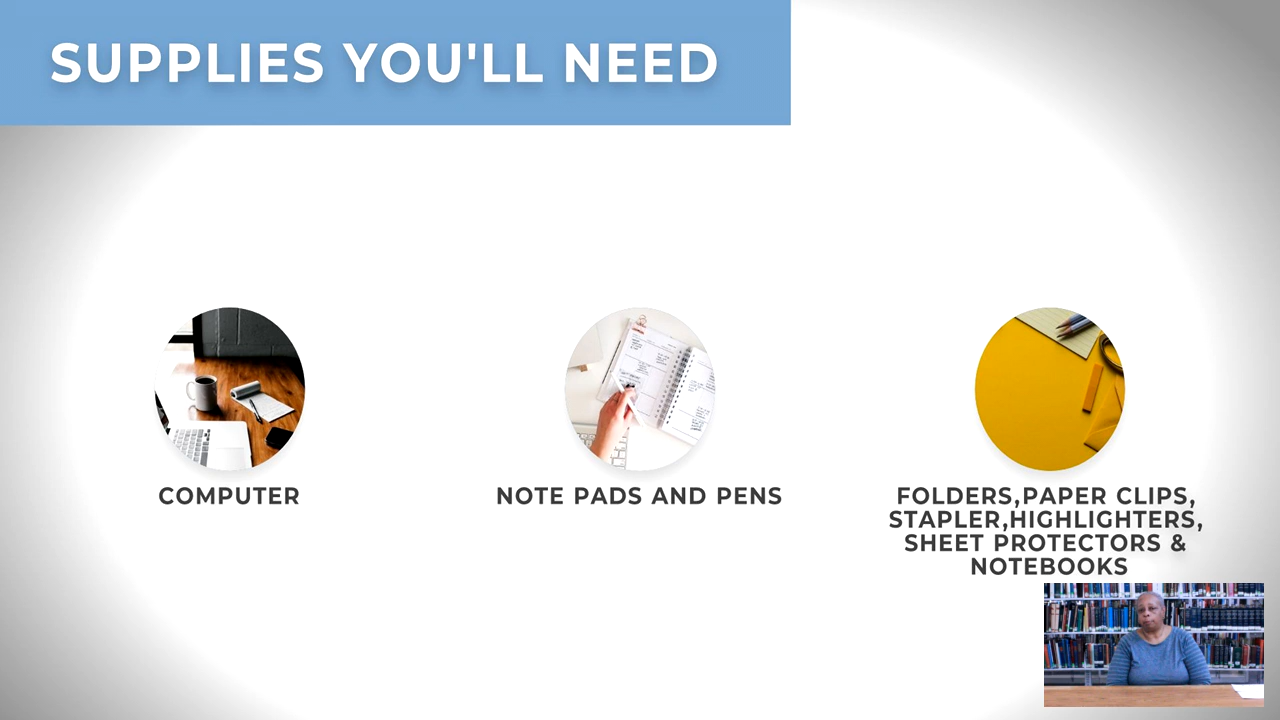 SUPPLIES YOU'LL NEED
COMPUTER
NOTE PADS AND PENS
FOLDERS,PAPER CLIPS,
STAPLER,HIGHLIGHTERS,
SHEET PROTECTORS &
NOTEBOOKS